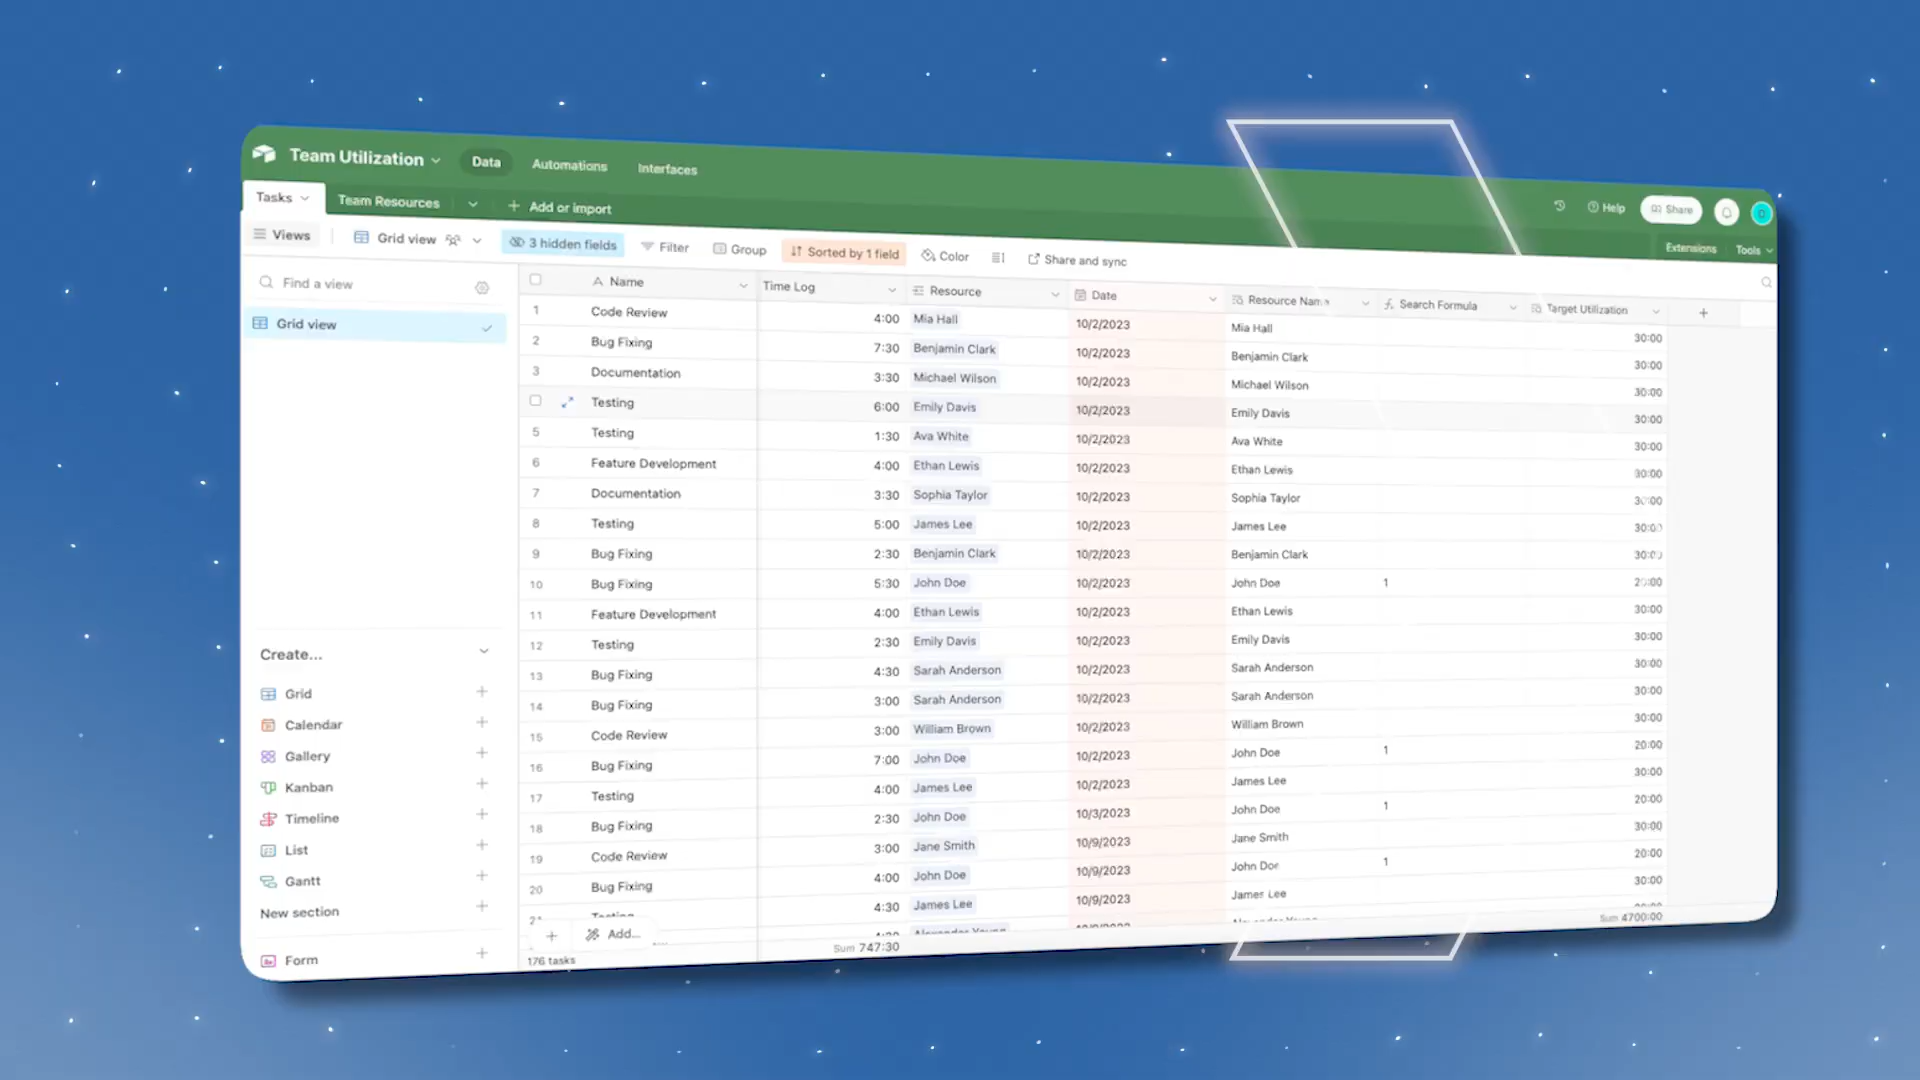 Team Utilization
Data
Automations
Interfaces
Tasks
Team Resources
Add or import
Help
Share
Extensions
Tools
Views
Grid view
3 hidden fields
Filter
Group
Sorted by 1 field
Color
Share and sync
Find a view
Grid view
Name Time Log Resource Date Resource Name Search Formula Target Utilization
1 Code Review 4:00 Mia Hall 10/2/2023 Mia Hall 30:00
2 Bug Fixing 7:30 Benjamin Clark 10/2/2023 Benjamin Clark 30:00
3 Documentation 3:30 Michael Wilson 10/2/2023 Michael Wilson 30:00
Testing 6:00 Emily Davis 10/2/2023 Emily Davis 30:00
5 Testing 1:30 Ava White 10/2/2023 Ava White 30:00
6 Feature Development 4:00 Ethan Lewis 10/2/2023 Ethan Lewis 30:00
7 Documentation 3:30 Sophia Taylor 10/2/2023 Sophia Taylor 30:00
8 Testing 5:00 James Lee 10/2/2023 James Lee 30:00
9 Bug Fixing 2:30 Benjamin Clark 10/2/2023 Benjamin Clark 30:00
10 Bug Fixing 5:30 John Doe 10/2/2023 John Doe 1 20:00
11 Feature Development 4:00 Ethan Lewis 10/2/2023 Ethan Lewis 30:00
12 Testing 2:30 Emily Davis 10/2/2023 Emily Davis 30:00
13 Bug Fixing 4:30 Sarah Anderson 10/2/2023 Sarah Anderson 30:00
14 Bug Fixing 3:00 Sarah Anderson 10/2/2023 Sarah Anderson 30:00
15 Code Review 3:00 William Brown 10/2/2023 William Brown 30:00
16 Bug Fixing 7:00 John Doe 10/2/2023 John Doe 1 20:00
17 Testing 4:00 James Lee 10/2/2023 James Lee 30:00
18 Bug Fixing 2:30 John Doe 10/3/2023 John Doe 1 20:00
19 Code Review 3:00 Jane Smith 10/9/2023 Jane Smith 30:00
20 Bug Fixing 4:00 John Doe 10/9/2023 John Doe 1 20:00
4:30 James Lee 10/9/2023 James Lee 30:00
Add...
176 tasks
Sum 747:30
Sum 4700:00
Create...
Grid
Calendar
Gallery
Kanban
Timeline
List
Gantt
New section
Form